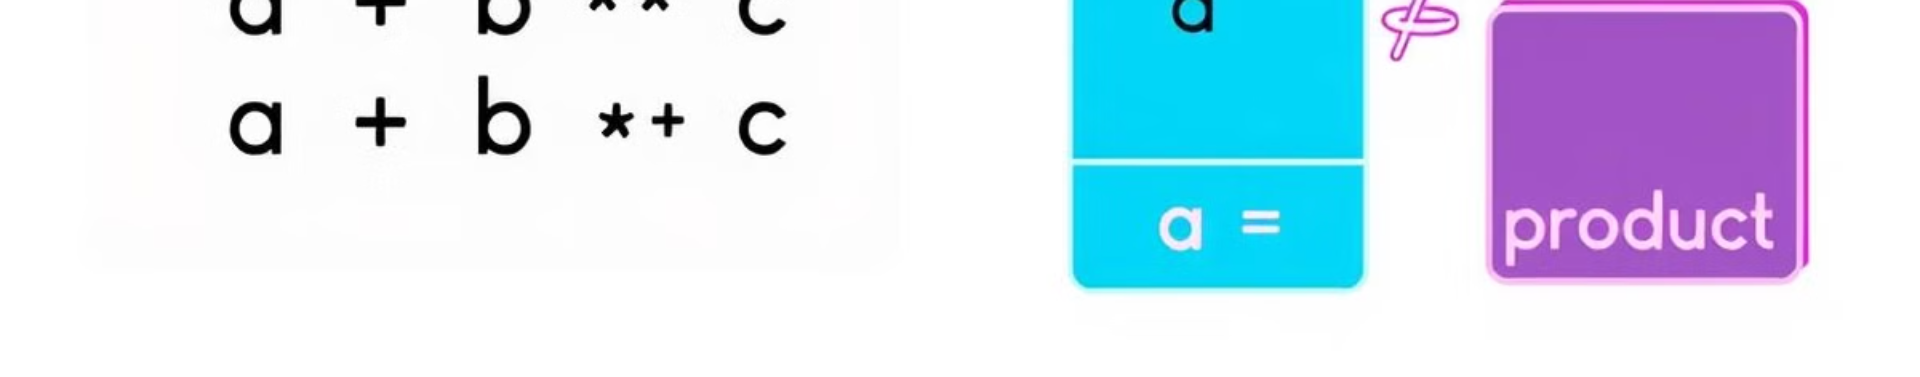 a + b ** c
a + b *+ c
a
a =
product